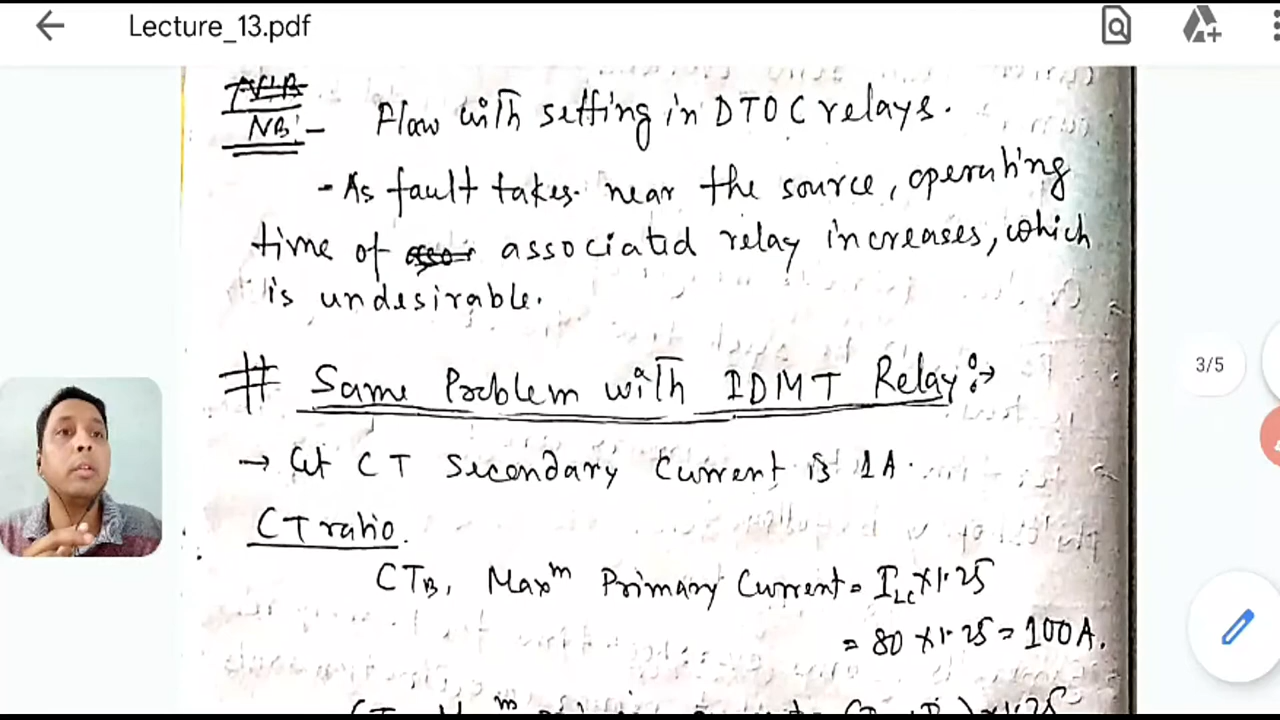 Lecture_13.pdf
NB:- Flow with setting in DTOC relays.
- As fault takes near the source, operating
time of associated relay increases, which
is undesirable.
# Same Problem with IDMT Relay:→
3/5
→ Let CT Secondary Current is 1A.
CT ratio.
CTB, Maxm Primary Current = ILC × 1.25
= 80 × 1.25 = 100A.